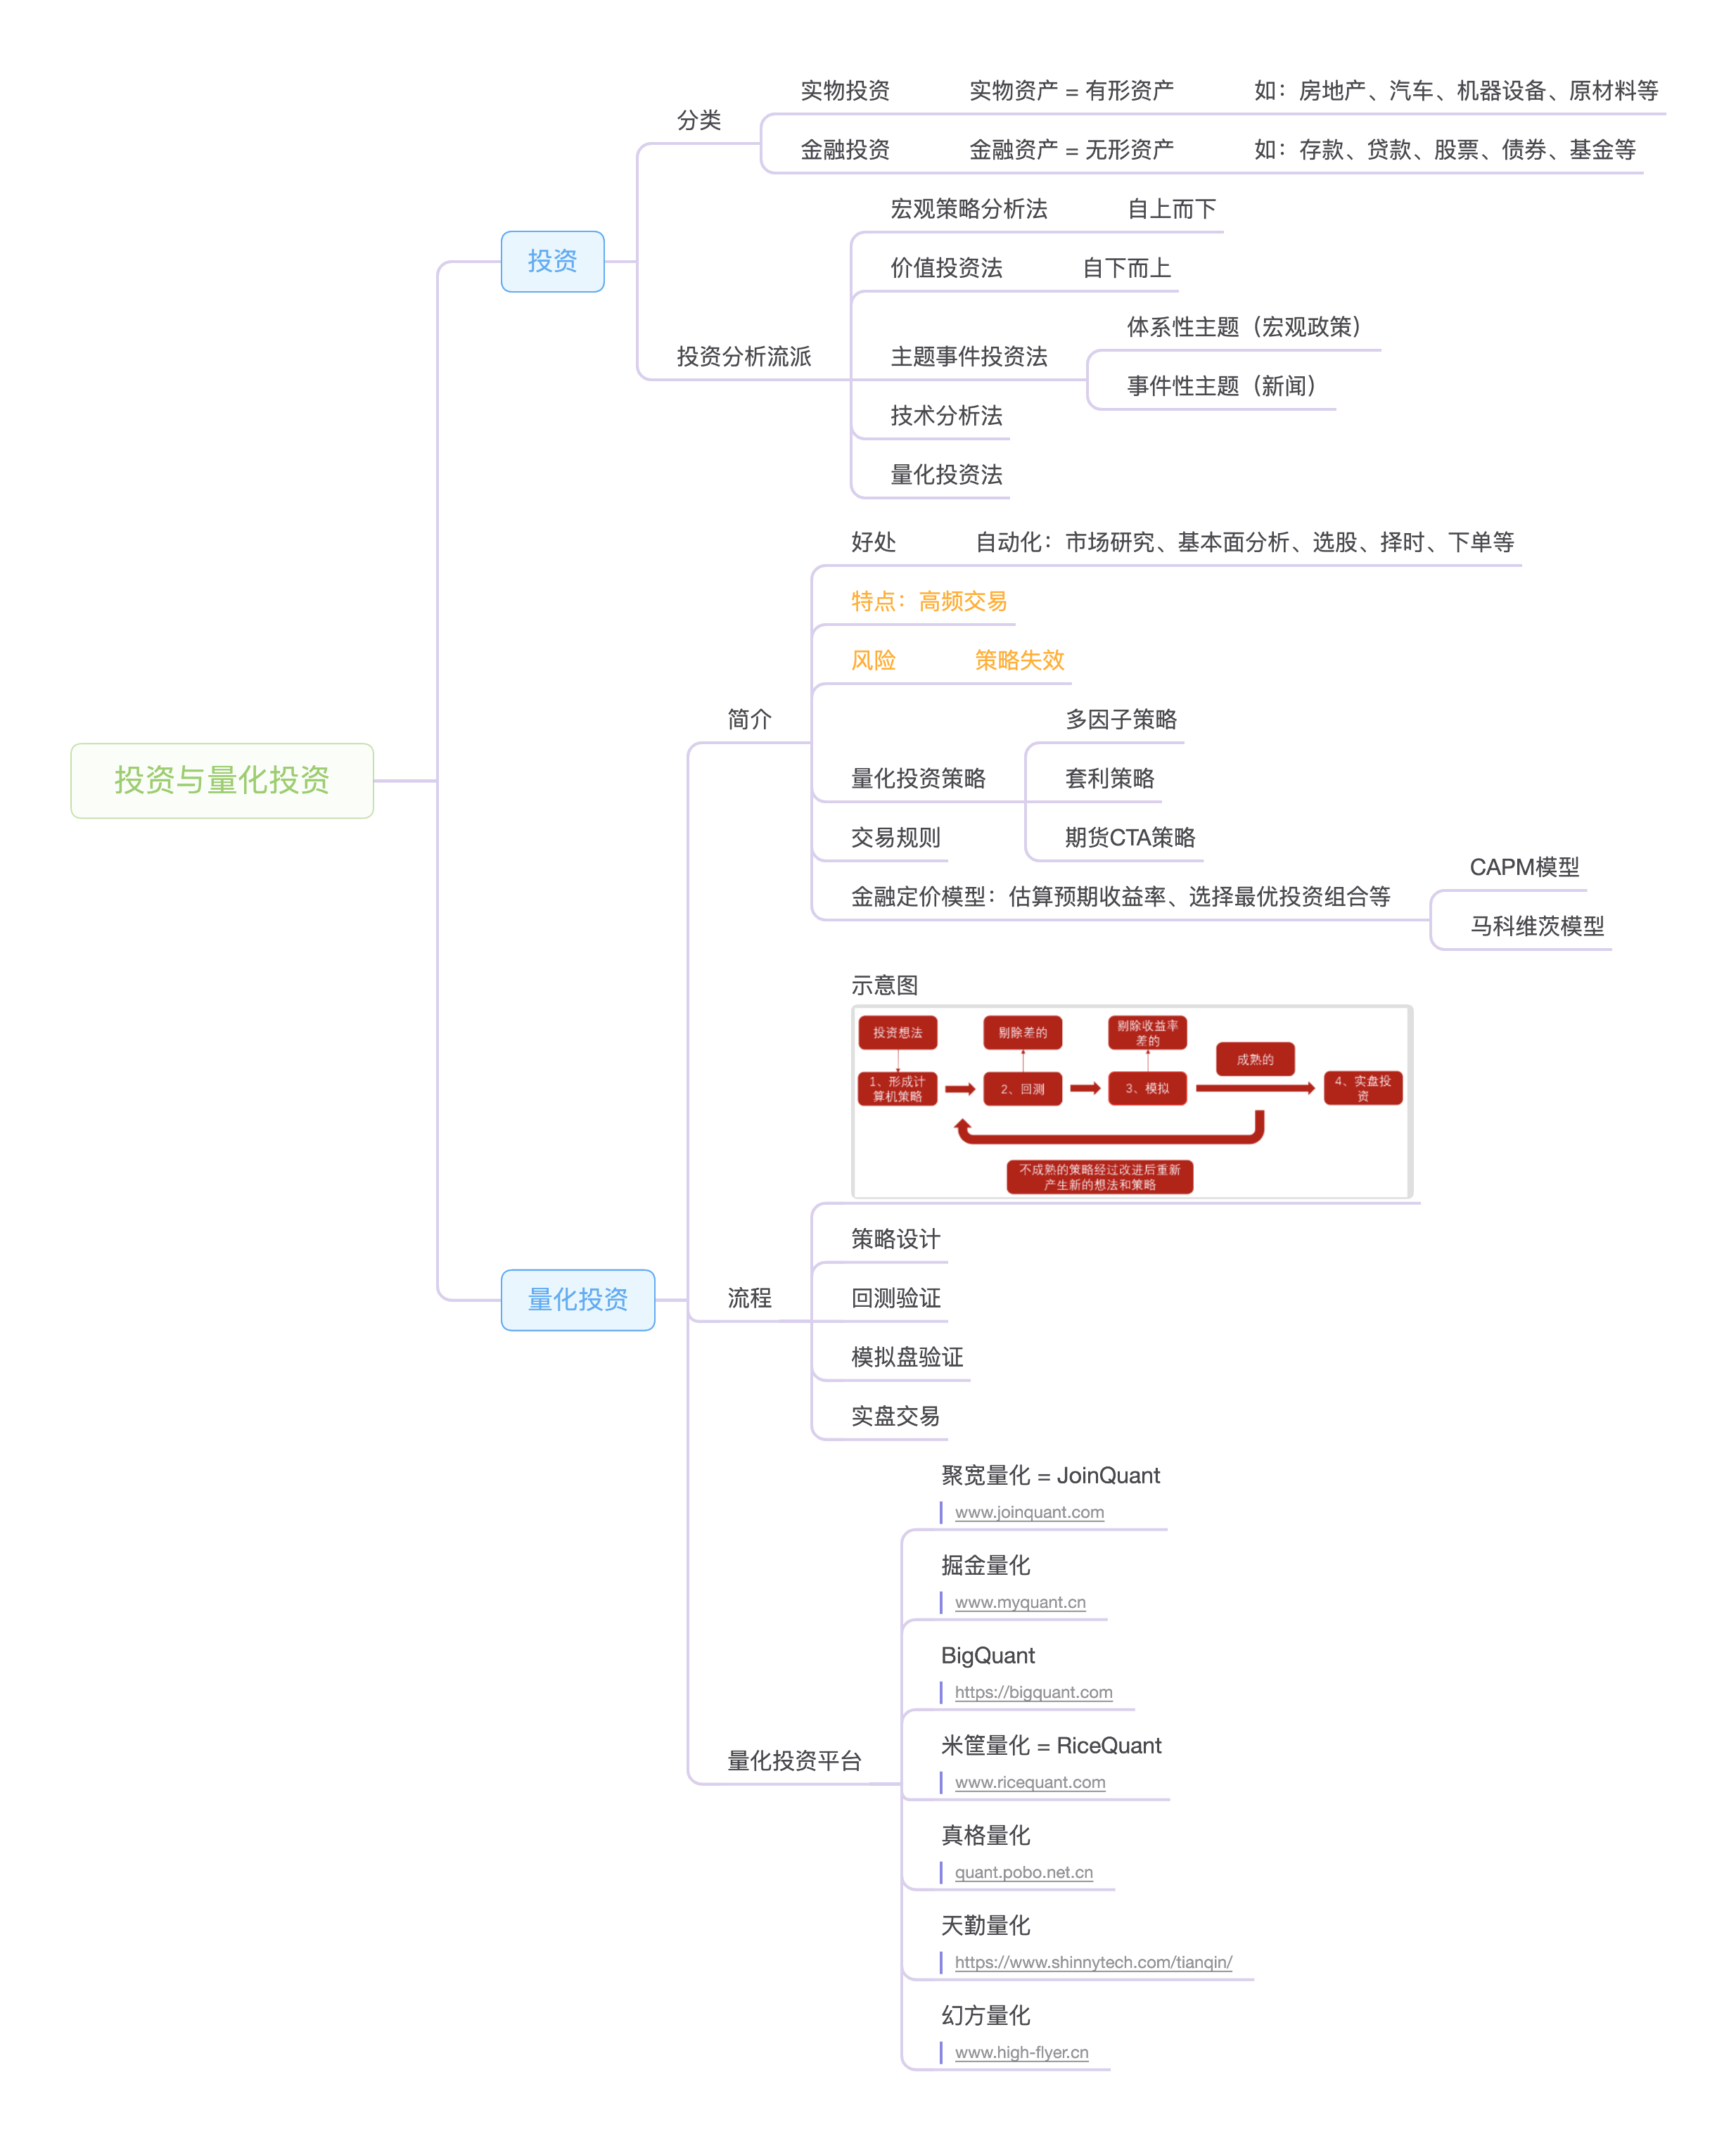 投资与量化投资
投资
分类
实物投资
实物资产 = 有形资产
如：房地产、汽车、机器设备、原材料等
金融投资
金融资产 = 无形资产
如：存款、贷款、股票、债券、基金等
投资分析流派
宏观策略分析法
自上而下
价值投资法
自下而上
主题事件投资法
体系性主题（宏观政策）
事件性主题（新闻）
技术分析法
量化投资法
量化投资
简介
好处
自动化：市场研究、基本面分析、选股、择时、下单等
特点：高频交易
风险
策略失效
量化投资策略
多因子策略
套利策略
期货CTA策略
交易规则
金融定价模型：估算预期收益率、选择最优投资组合等
CAPM模型
马科维茨模型
流程
示意图
投资想法
剔除差的
剔除收益率
差的
成熟的
1、形成计
算机策略
2、回测
3、模拟
4、实盘投
资
不成熟的策略经过改进后重新
产生新的想法和策略
策略设计
回测验证
模拟盘验证
实盘交易
量化投资平台
聚宽量化 = JoinQuant
www.joinquant.com
掘金量化
www.myquant.cn
BigQuant
https://bigquant.com
米筐量化 = RiceQuant
www.ricequant.com
真格量化
quant.pobo.net.cn
天勤量化
https://www.shinnytech.com/tianqin/
幻方量化
www.high-flyer.cn